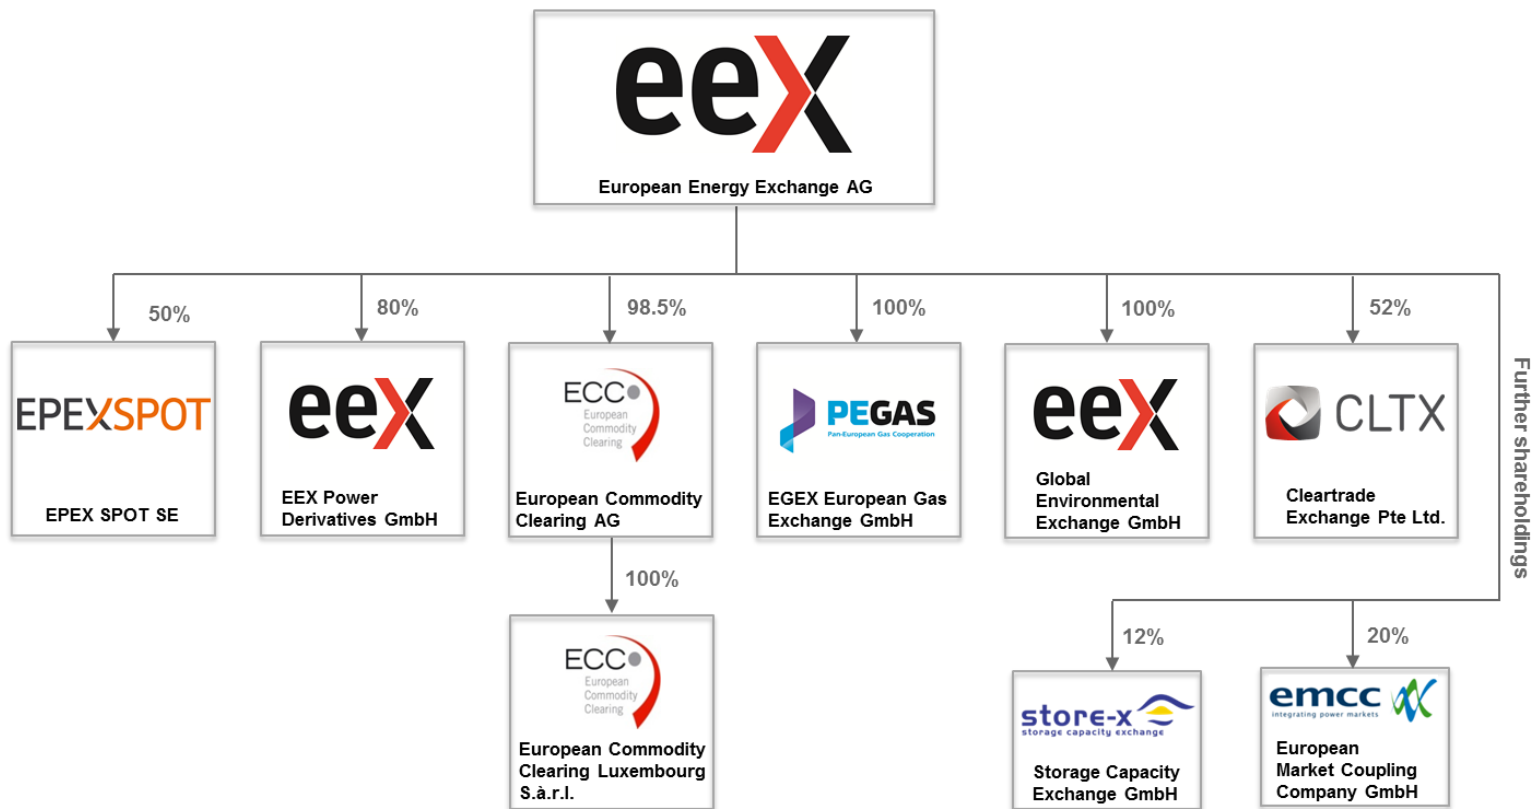 eex
European Energy Exchange AG
50%
80%
98.5%
100%
100%
52%
EPEXSPOT
EPEX SPOT SE
eex
EEX Power
Derivatives GmbH
ECC
European
Commodity
Clearing
European Commodity
Clearing AG
PEGAS
Pan-European Gas Cooperation
EGEX European Gas
Exchange GmbH
eex
Global
Environmental
Exchange GmbH
CLTX
Cleartrade
Exchange Pte Ltd.
Further shareholdings
100%
12%
20%
ECC
European
Commodity
Clearing
European Commodity
Clearing Luxembourg
S.à.r.l.
store-x
storage capacity exchange
Storage Capacity
Exchange GmbH
emcc
integrating power markets
European
Market Coupling
Company GmbH